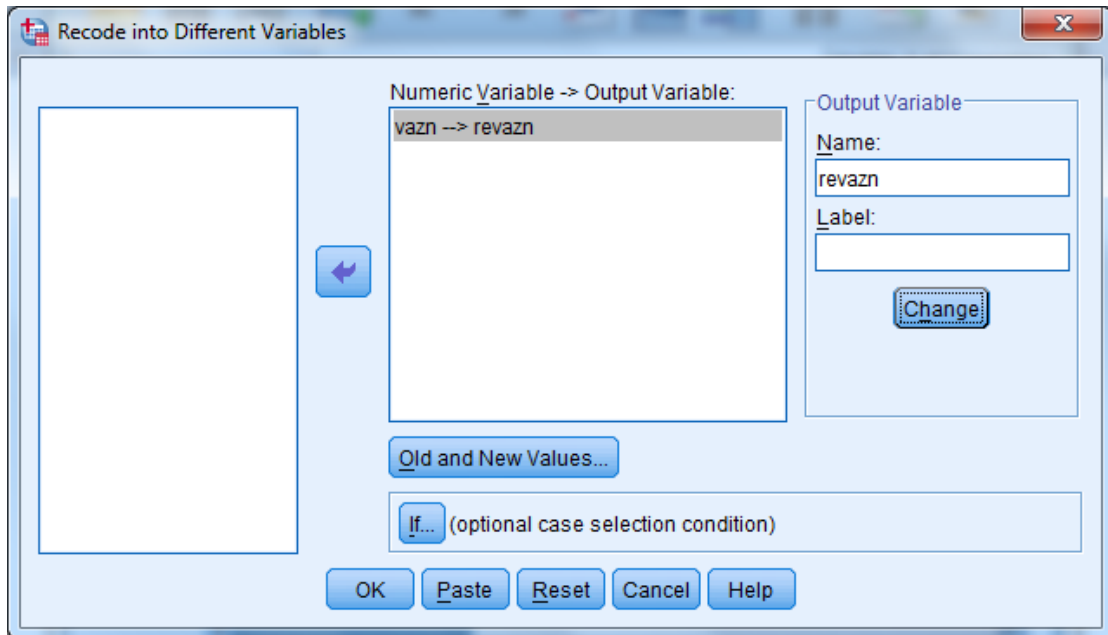 Recode into Different Variables
Numeric Variable -> Output Variable:
vazn --> revazn
Output Variable
Name:
revazn
Label:
Change
Old and New Values...
If... (optional case selection condition)
OK Paste Reset Cancel Help